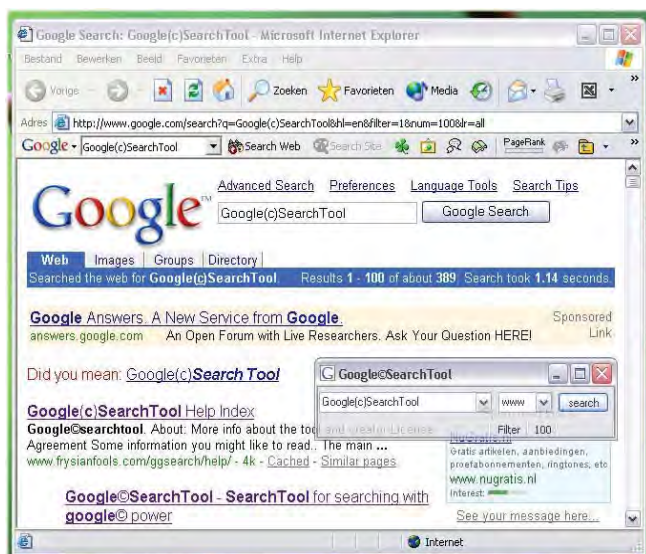 Google Search: Google(c)SearchTool - Microsoft Internet Explorer
Bestand Bewerken Beeld Favorieten Extra Help
Vorige Zoeken Favorieten Media
Adres http://www.google.com/search?q=Google(c)SearchTool&hl=en&filter=1&num=100&lr=all
Google Google(c)SearchTool Search Web Search Site PageRank
Google™
Advanced Search Preferences Language Tools Search Tips
Google(c)SearchTool Google Search
Web Images Groups Directory
Searched the web for Google(c)SearchTool. Results 1 - 100 of about 389. Search took 1.14 seconds.
Google Answers. A New Service from Google.
answers.google.com An Open Forum with Live Researchers. Ask Your Question HERE!
Sponsored
Link
Did you mean: Google(c)Search Tool
Google©SearchTool
Google(c)SearchTool www search
Filter 100
Google(c)SearchTool Help Index
Google©searchtool. About: More info about the tool and creator License
Agreement Some information you might like to read.. The main ...
www.frysianfools.com/ggsearch/help/ - 4k - Cached - Similar pages
NuGratis.nl
Gratis artikelen, aanbiedingen,
proefabonnementen, ringtones, etc
www.nugratis.nl
Interest:
See your message here...
Google©SearchTool - SearchTool for searching with
google© power
Internet